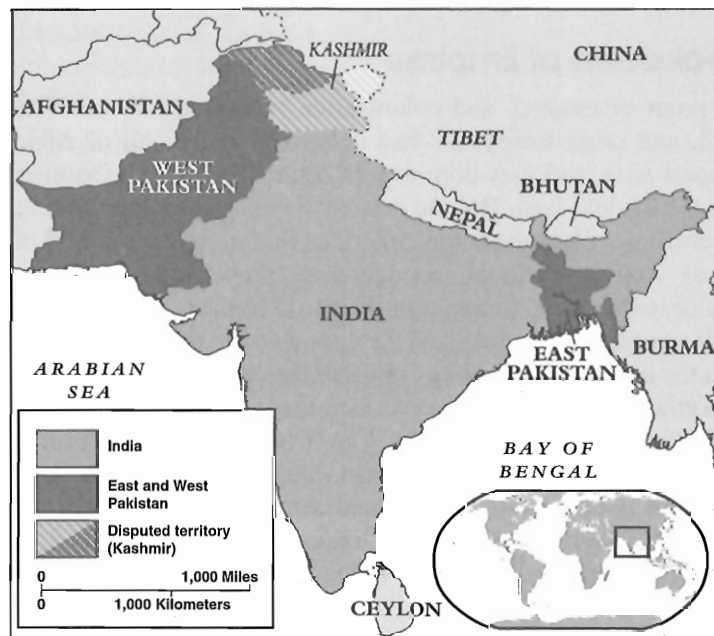 KASHMIR
CHINA
AFGHANISTAN
TIBET
WEST
PAKISTAN
BHUTAN
NEPAL
INDIA
BURMA
EAST
PAKISTAN
ARABIAN
SEA
BAY OF
BENGAL
India
East and West
Pakistan
Disputed territory
(Kashmir)
0 1,000 Miles
0 1,000 Kilometers
CEYLON